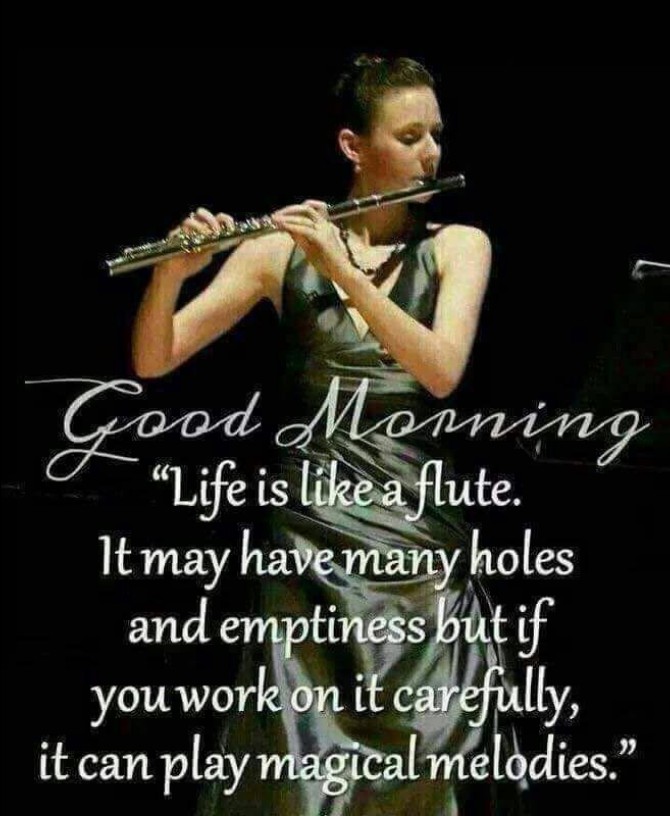 Good Morning
“Life is like a flute.
It may have many holes
and emptiness but if
you work on it carefully,
it can play magical melodies.”